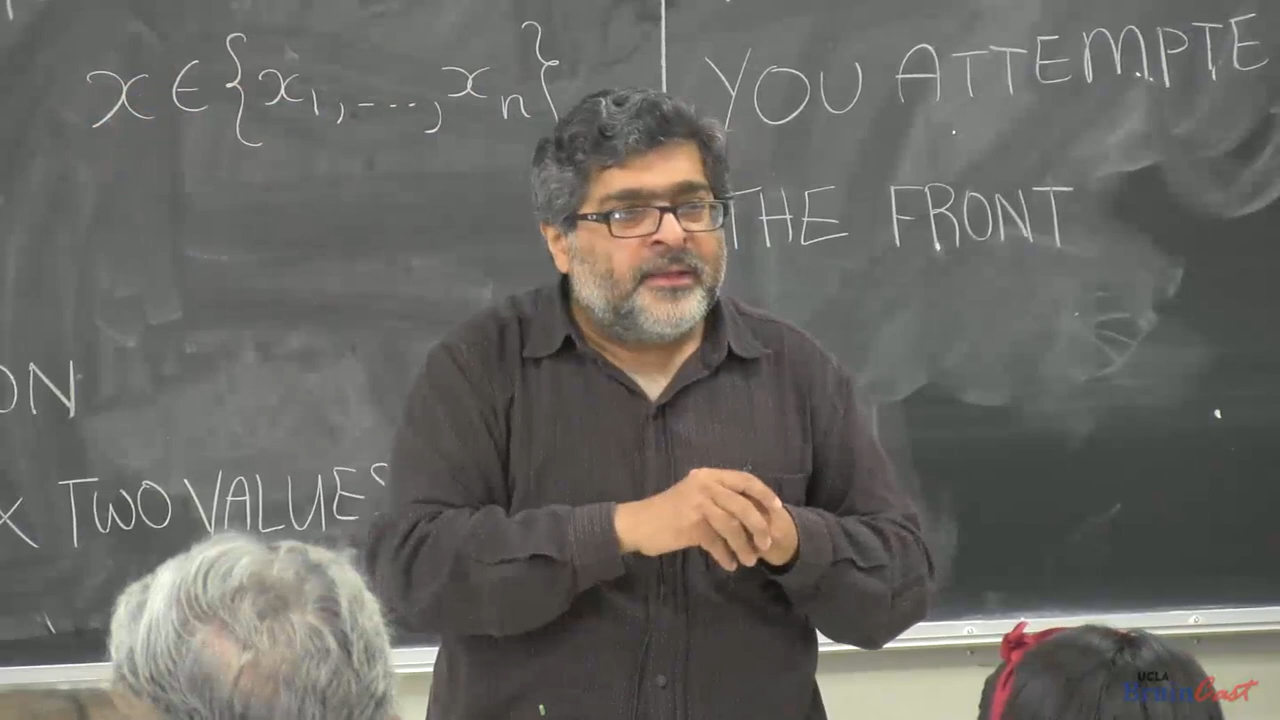 x ∈ {x₁, ..., xₙ}
YOU ATTEMPTE
THE FRONT
ON
x TWO VALUES
UCLA
BruinCast